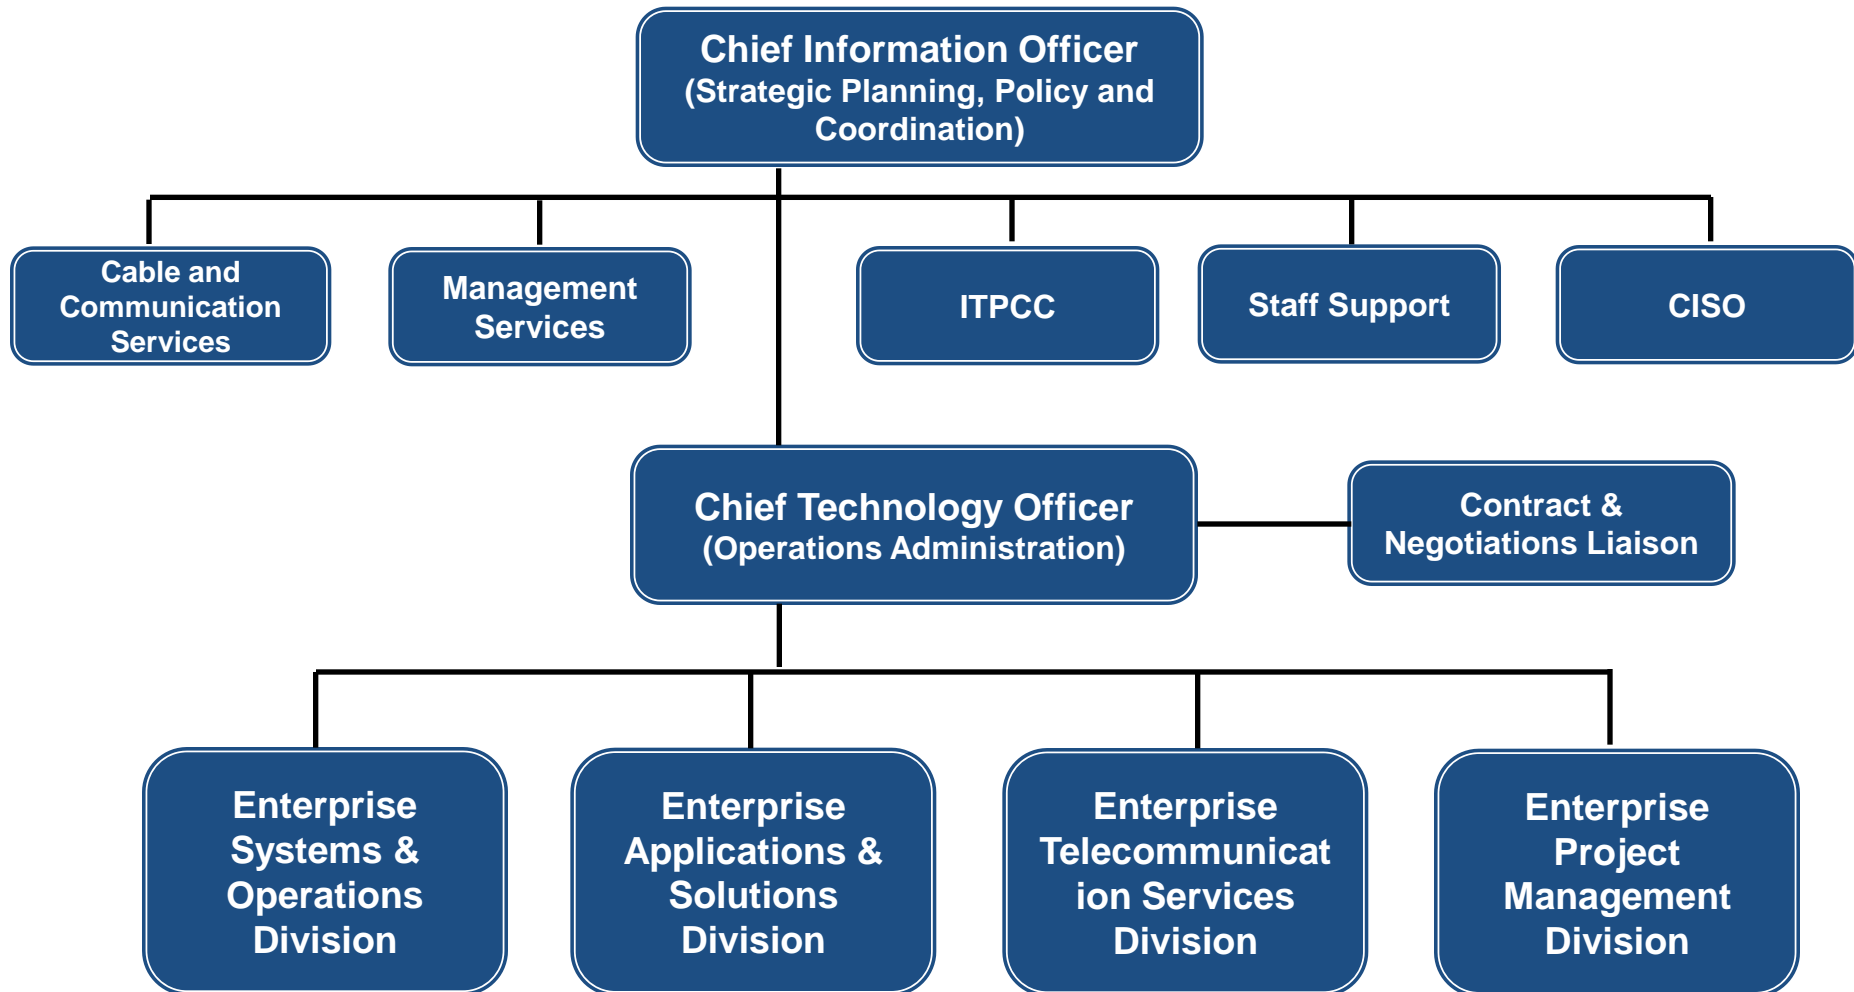 Chief Information Officer
(Strategic Planning, Policy and
Coordination)
Cable and
Communication
Services
Management
Services
ITPCC
Staff Support
CISO
Chief Technology Officer
(Operations Administration)
Contract &
Negotiations Liaison
Enterprise
Systems &
Operations
Division
Enterprise
Applications &
Solutions
Division
Enterprise
Telecommunicat
ion Services
Division
Enterprise
Project
Management
Division